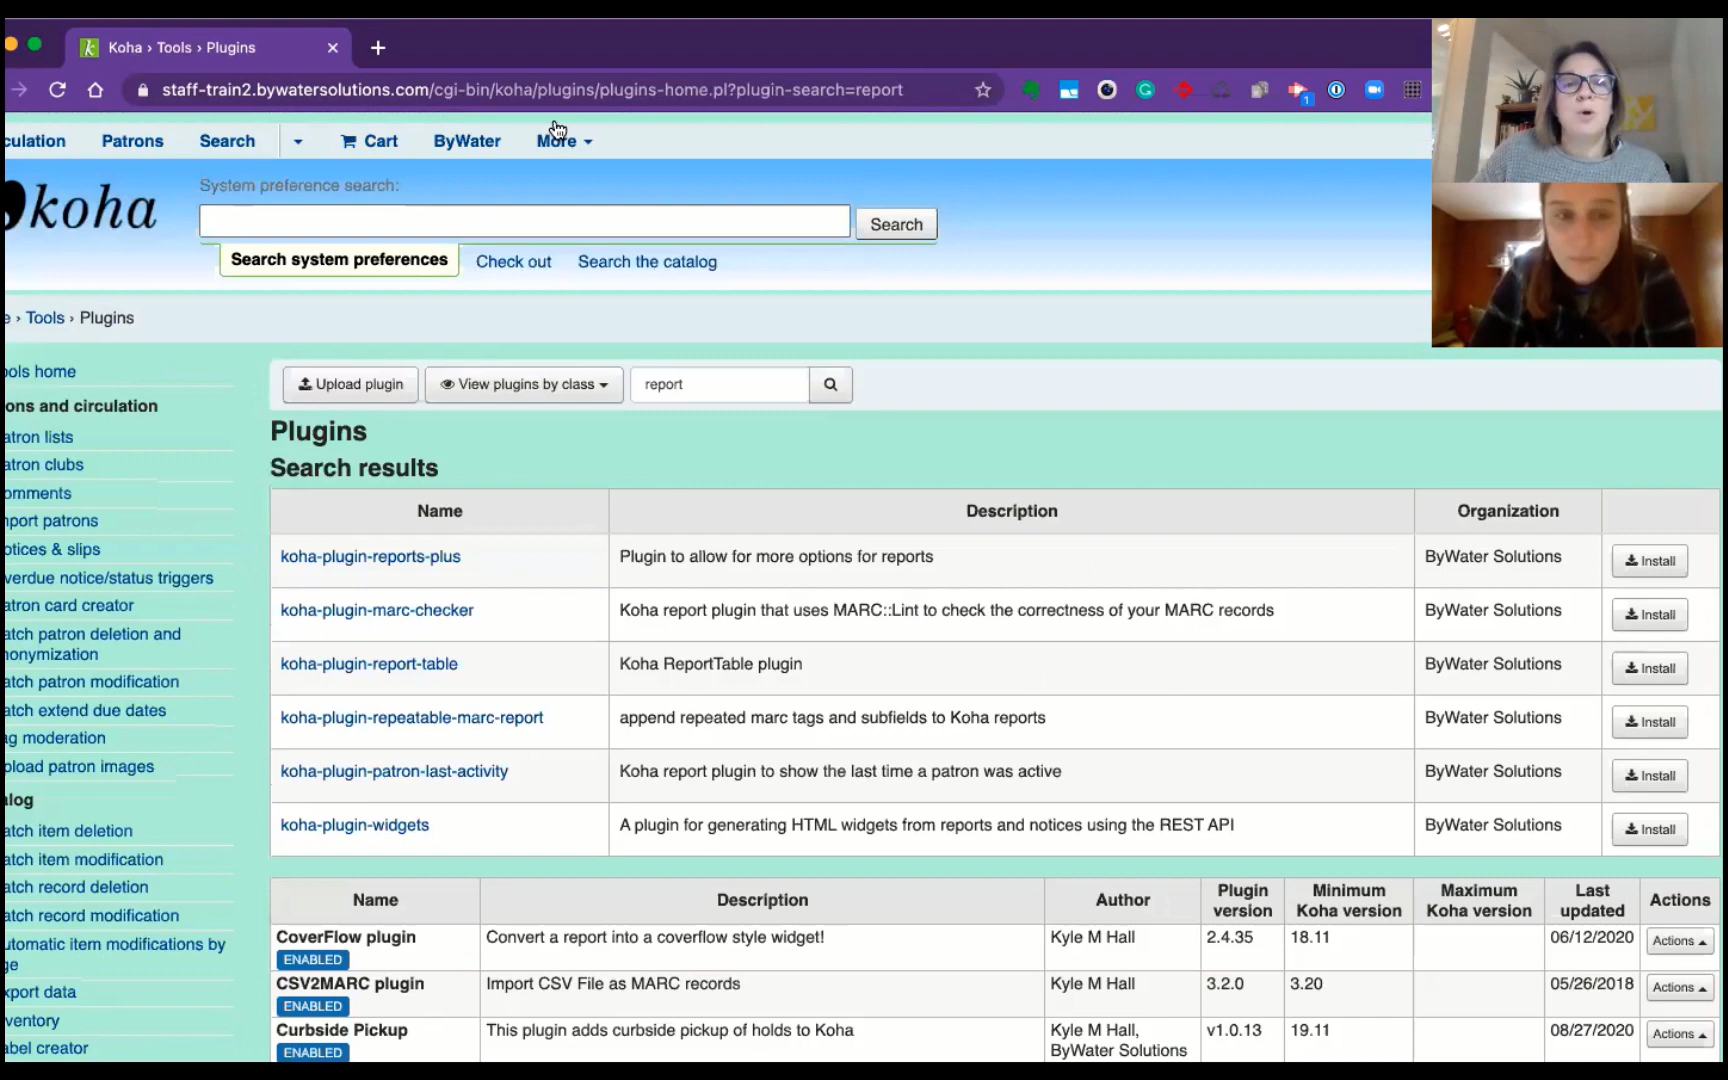 Koha › Tools › Plugins
staff-train2.bywatersolutions.com/cgi-bin/koha/plugins/plugins-home.pl?plugin-search=report
1
culation Patrons Search Cart ByWater More
koha
System preference search:
Search
Search system preferences Check out Search the catalog
e › Tools › Plugins
ools home
ons and circulation
atron lists
atron clubs
omments
nport patrons
otices & slips
verdue notice/status triggers
atron card creator
atch patron deletion and
nonymization
atch patron modification
atch extend due dates
ag moderation
pload patron images
alog
atch item deletion
atch item modification
atch record deletion
atch record modification
utomatic item modifications by
ge
xport data
ventory
abel creator
Upload plugin View plugins by class report
Plugins
Search results
Name Description Organization
koha-plugin-reports-plus Plugin to allow for more options for reports ByWater Solutions Install
koha-plugin-marc-checker Koha report plugin that uses MARC::Lint to check the correctness of your MARC records ByWater Solutions Install
koha-plugin-report-table Koha ReportTable plugin ByWater Solutions Install
koha-plugin-repeatable-marc-report append repeated marc tags and subfields to Koha reports ByWater Solutions Install
koha-plugin-patron-last-activity Koha report plugin to show the last time a patron was active ByWater Solutions Install
koha-plugin-widgets A plugin for generating HTML widgets from reports and notices using the REST API ByWater Solutions Install
Name Description Author Plugin version Minimum Koha version Maximum Koha version Last updated Actions
CoverFlow plugin Convert a report into a coverflow style widget! Kyle M Hall 2.4.35 18.11 06/12/2020 Actions
ENABLED
CSV2MARC plugin Import CSV File as MARC records Kyle M Hall 3.2.0 3.20 05/26/2018 Actions
ENABLED
Curbside Pickup This plugin adds curbside pickup of holds to Koha Kyle M Hall, v1.0.13 19.11 08/27/2020 Actions
ENABLED ByWater Solutions